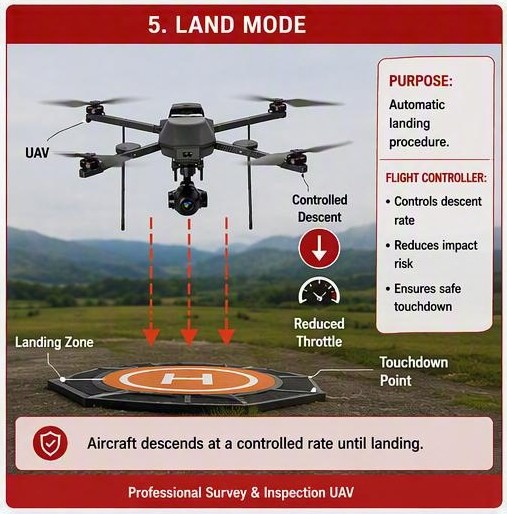 5. LAND MODE
UAV
PURPOSE:
Automatic
landing
procedure.
FLIGHT CONTROLLER:
• Controls descent
rate
• Reduces impact
risk
• Ensures safe
touchdown
Controlled
Descent
Reduced
Throttle
Landing Zone
H
Touchdown
Point
Aircraft descends at a controlled rate until landing.
Professional Survey & Inspection UAV